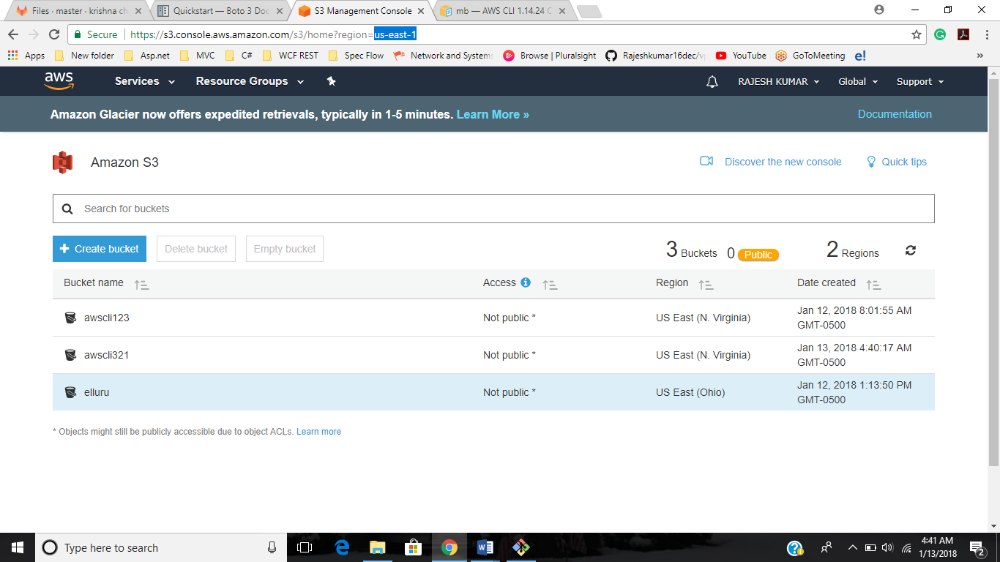 Files · master · krishna ch
Quickstart — Boto 3 Doc
S3 Management Console
mb — AWS CLI 1.14.24 C
Secure https://s3.console.aws.amazon.com/s3/home?region=us-east-1
Apps New folder Asp.net MVC C# WCF REST Spec Flow Network and Systems Browse | Pluralsight Rajeshkumar16dec/vp YouTube GoToMeeting e! »
aws Services Resource Groups RAJESH KUMAR Global Support
Amazon Glacier now offers expedited retrievals, typically in 1-5 minutes. Learn More » Documentation
Amazon S3 Discover the new console Quick tips
Search for buckets
+ Create bucket Delete bucket Empty bucket 3 Buckets 0 Public 2 Regions
Bucket name Access Region Date created
awscli123 Not public * US East (N. Virginia) Jan 12, 2018 8:01:55 AM
GMT-0500
awscli321 Not public * US East (N. Virginia) Jan 13, 2018 4:40:17 AM
GMT-0500
elluru Not public * US East (Ohio) Jan 12, 2018 1:13:50 PM
GMT-0500
* Objects might still be publicly accessible due to object ACLs. Learn more
Type here to search
4:41 AM
1/13/2018
2